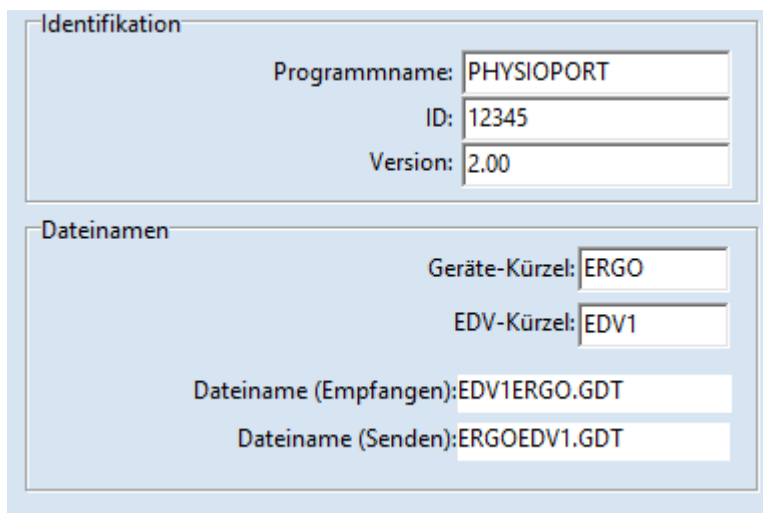 Identifikation
Programmname: PHYSIOPORT
ID: 12345
Version: 2.00
Dateinamen
Geräte-Kürzel: ERGO
EDV-Kürzel: EDV1
Dateiname (Empfangen): EDV1ERGO.GDT
Dateiname (Senden): ERGOEDV1.GDT